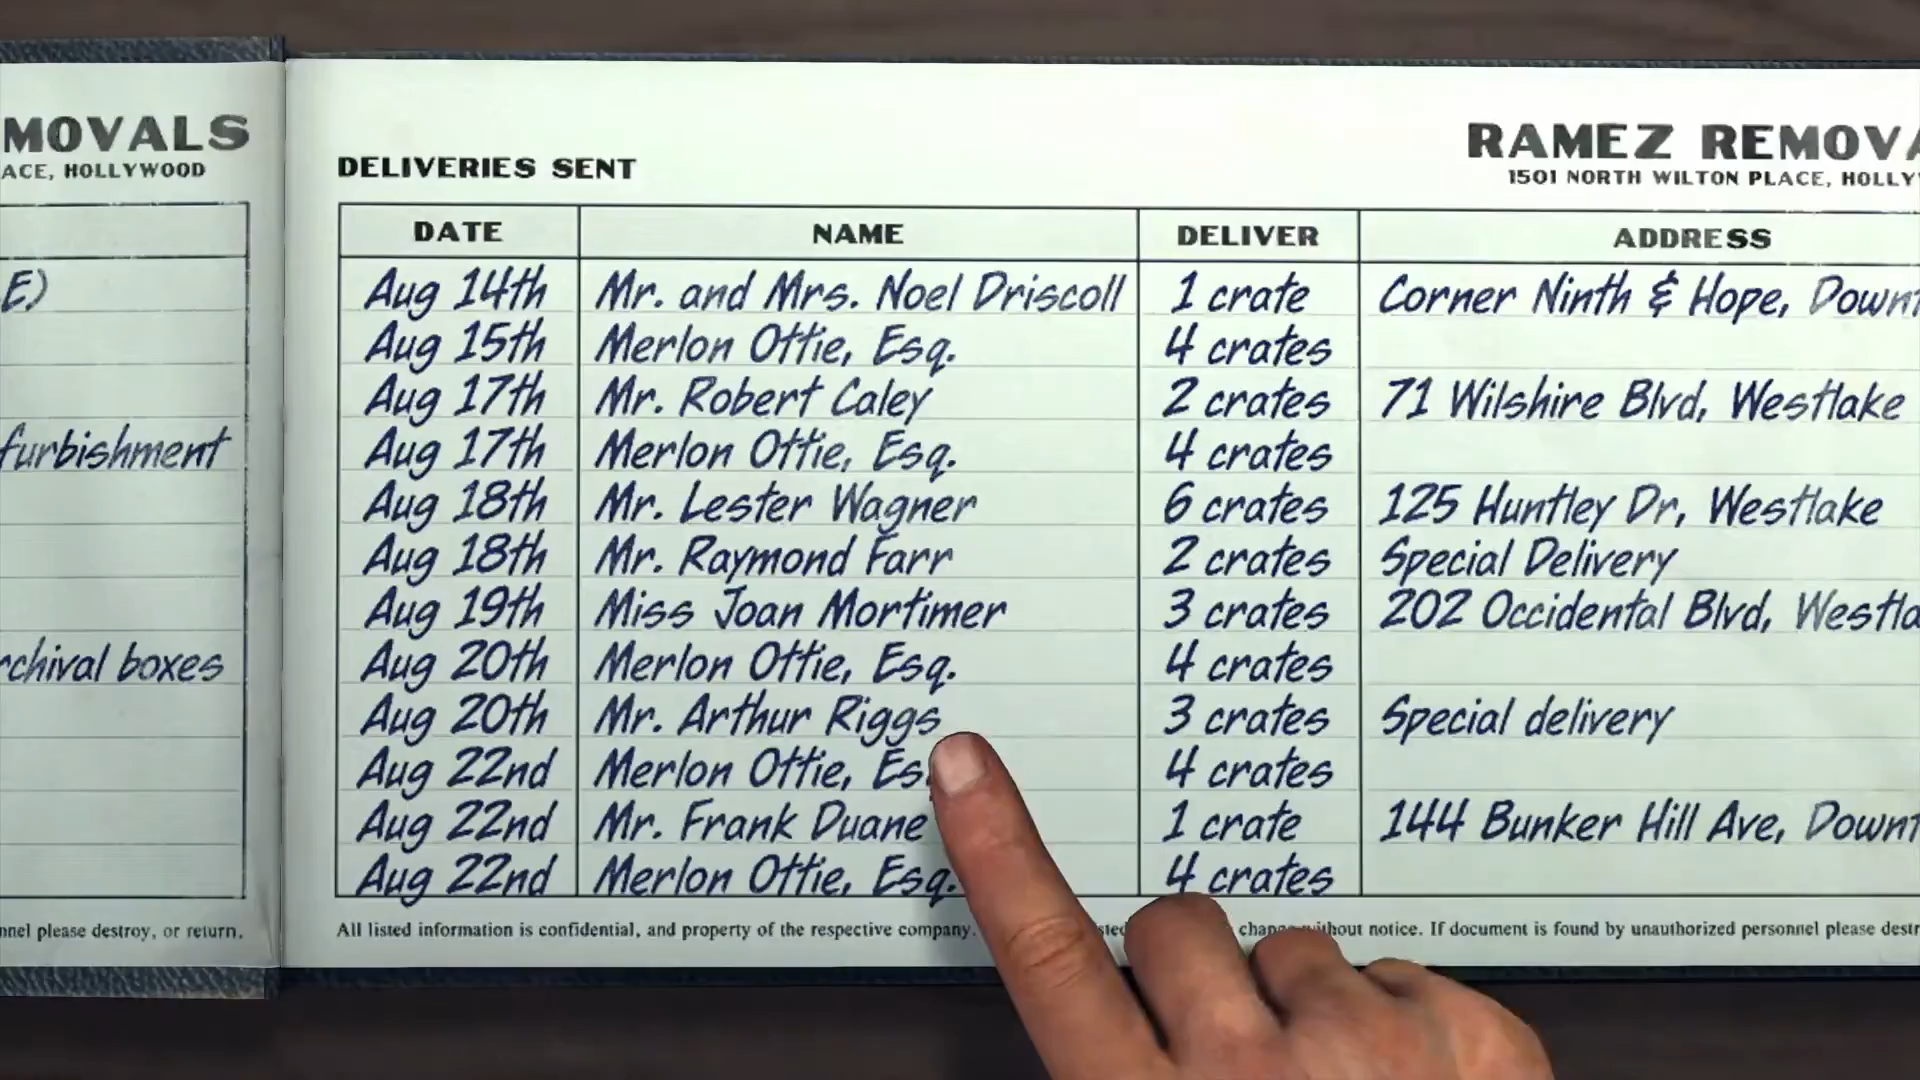 MOVALS
ACE, HOLLYWOOD
E)
furbishment
rchival boxes
nnel please destroy, or return.
RAMEZ REMOVA
1501 NORTH WILTON PLACE, HOLLY
DELIVERIES SENT
DATE NAME DELIVER ADDRESS
Aug 14th Mr. and Mrs. Noel Driscoll 1 crate Corner Ninth & Hope, Downt
Aug 15th Merlon Ottie, Esq. 4 crates
Aug 17th Mr. Robert Caley 2 crates 71 Wilshire Blvd, Westlake
Aug 17th Merlon Ottie, Esq. 4 crates
Aug 18th Mr. Lester Wagner 6 crates 125 Huntley Dr, Westlake
Aug 18th Mr. Raymond Farr 2 crates Special Delivery
Aug 19th Miss Joan Mortimer 3 crates 202 Occidental Blvd, Westla
Aug 20th Merlon Ottie, Esq. 4 crates
Aug 20th Mr. Arthur Riggs 3 crates Special delivery
Aug 22nd Merlon Ottie, Es 4 crates
Aug 22nd Mr. Frank Duane 1 crate 144 Bunker Hill Ave, Downt
Aug 22nd Merlon Ottie, Esq. 4 crates
All listed information is confidential, and property of the respective company. sted change without notice. If document is found by unauthorized personnel please destr